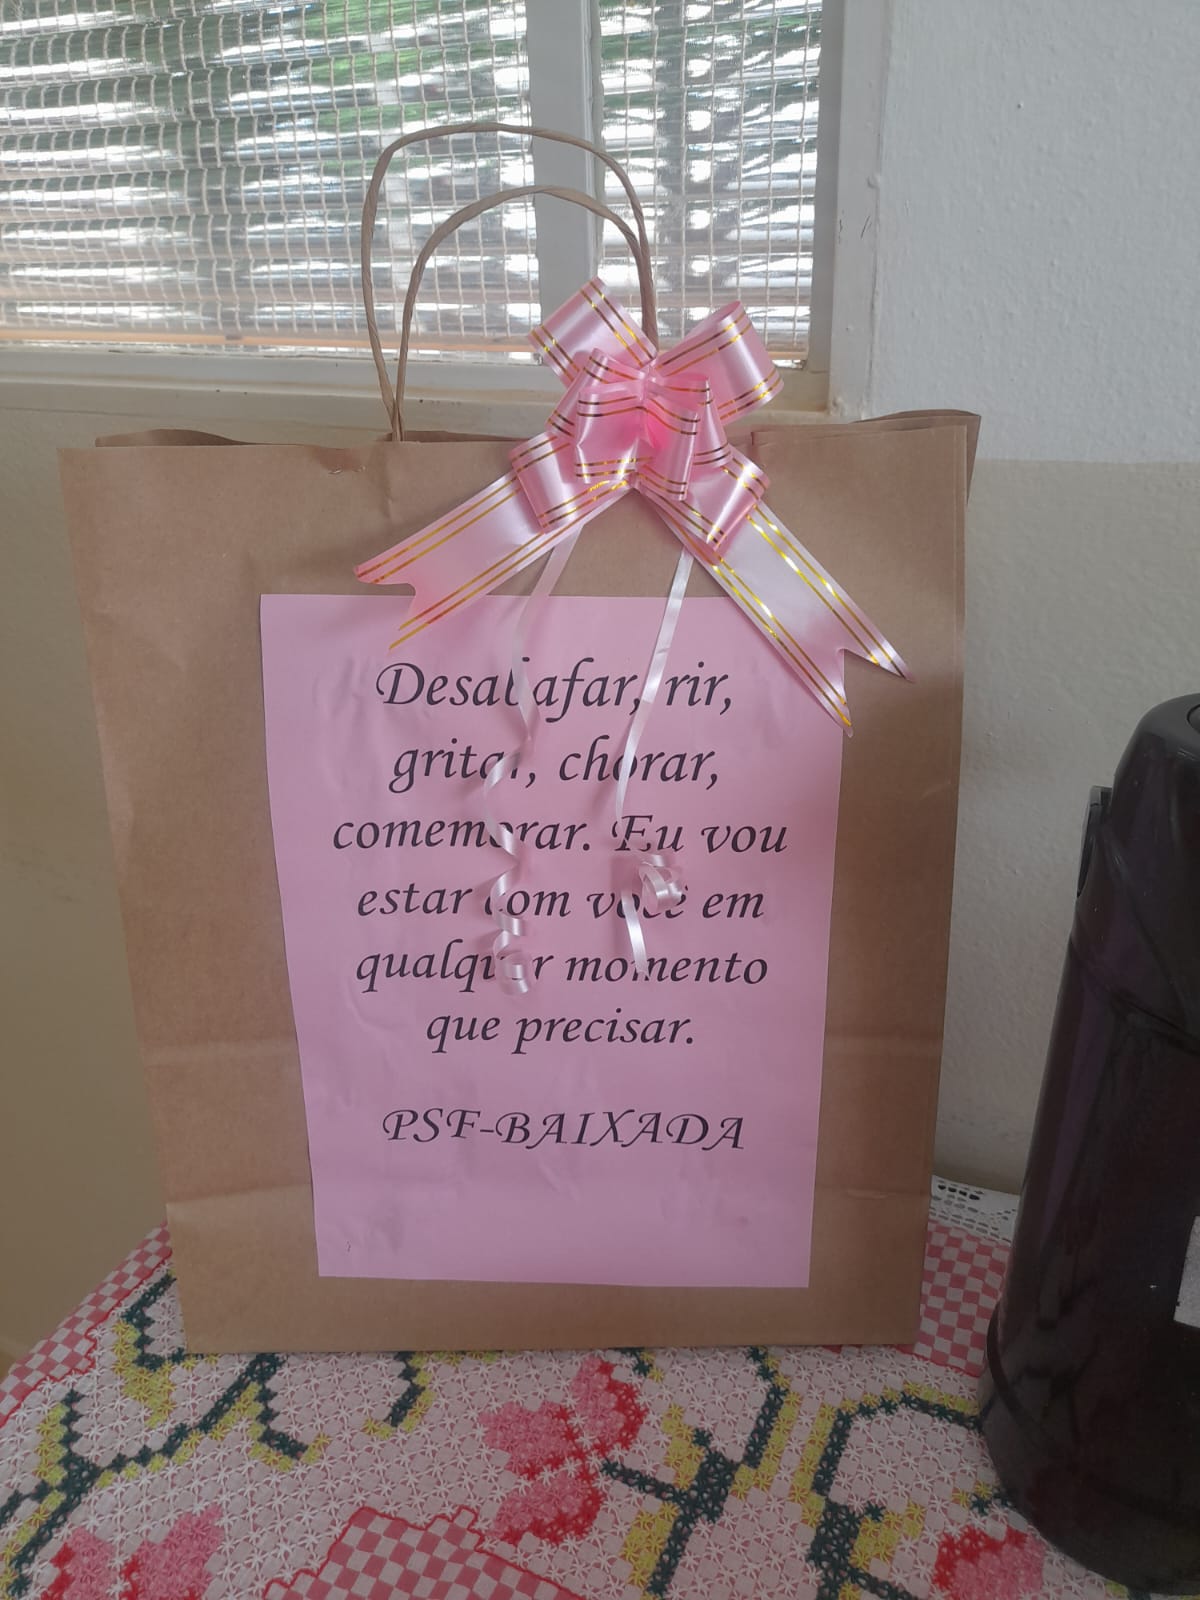 Desabafar, rir,
gritar, chorar,
comemorar. Eu vou
estar com você em
qualquer momento
que precisar.
PSF-BAIXADA